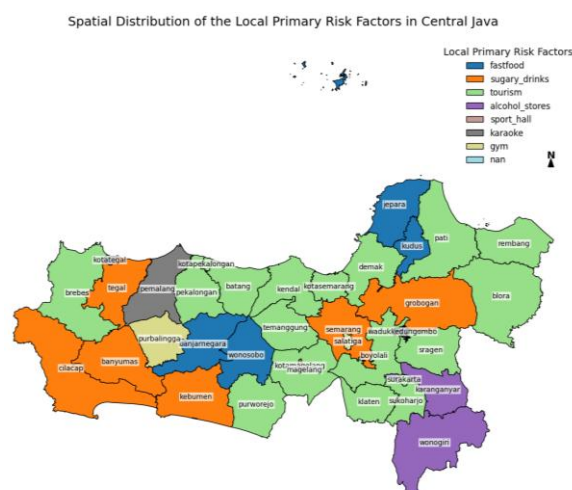 Spatial Distribution of the Local Primary Risk Factors in Central Java
Local Primary Risk Factors
fastfood
sugary_drinks
tourism
alcohol_stores
sport_hall
karaoke
gym
nan
N
jepara
kudus
pati
rembang
demak
blora
grobogan
kotategal
tegal
brebes
pemalang
kotapekalongan
pekalongan
batang
kendal
kotasemarang
temanggung
semarang
salatiga
boyolali
sragen
purbalingga
banjarnegara
wonosobo
magelang
cilacap
banyumas
kebumen
purworejo
klaten
surakarta
sukoharjo
karanganyar
wonogiri